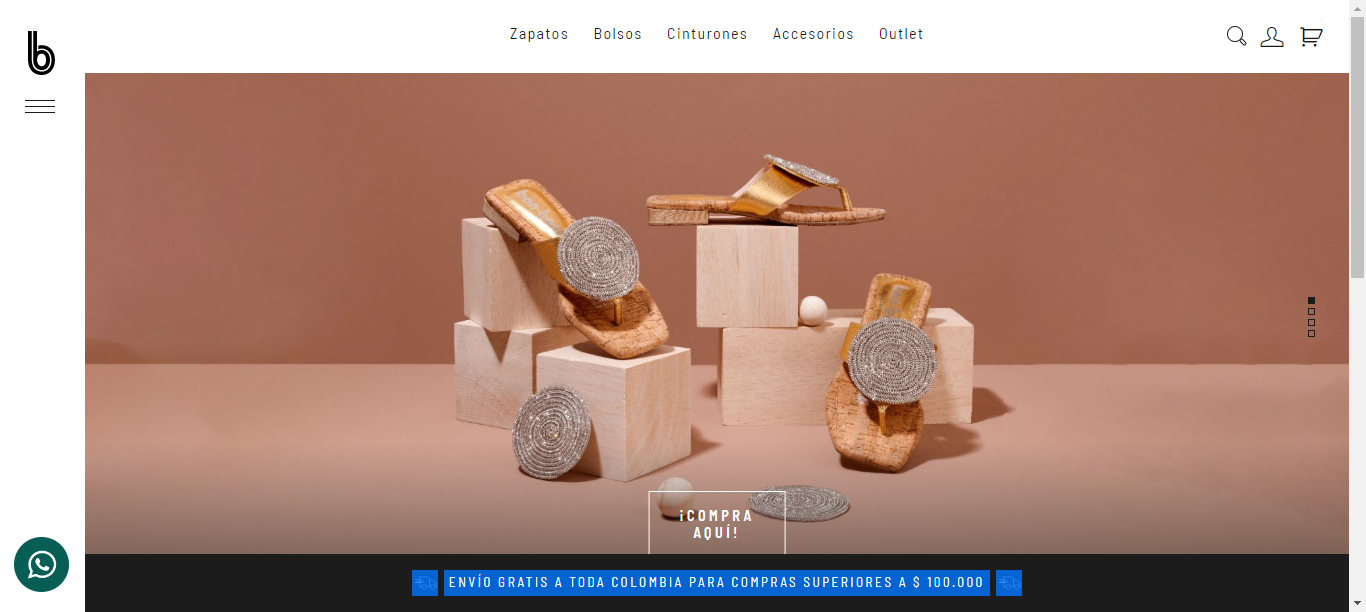 b
Zapatos Bolsos Cinturones Accesorios Outlet
¡COMPRA
AQUÍ!
ENVÍO GRATIS A TODA COLOMBIA PARA COMPRAS SUPERIORES A $ 100.000